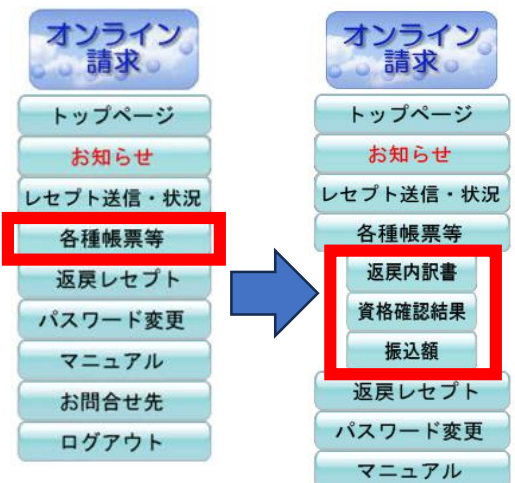 オンライン
請求
トップページ
お知らせ
レセプト送信・状況
各種帳票等
返戻レセプト
パスワード変更
マニュアル
お問合せ先
ログアウト
オンライン
請求
トップページ
お知らせ
レセプト送信・状況
各種帳票等
返戻内訳書
資格確認結果
振込額
返戻レセプト
パスワード変更
マニュアル